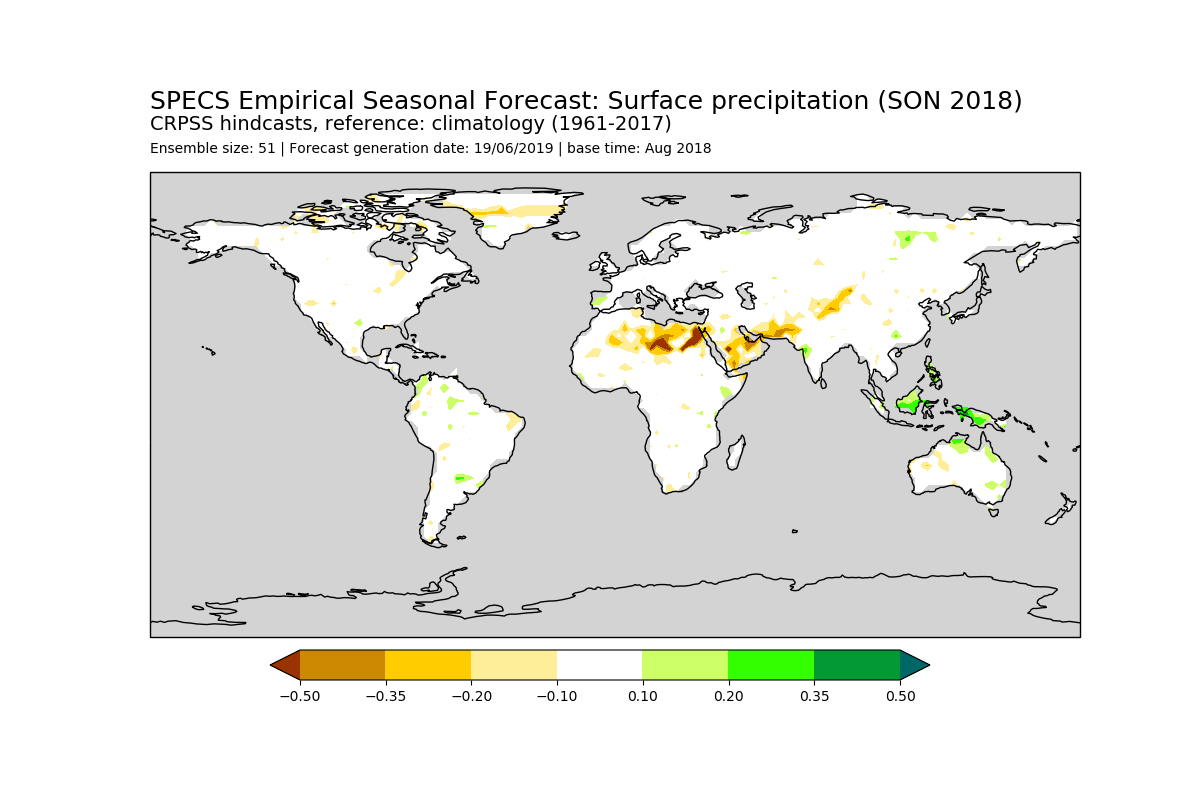 SPECS Empirical Seasonal Forecast: Surface precipitation (SON 2018)
CRPSS hindcasts, reference: climatology (1961-2017)
Ensemble size: 51 | Forecast generation date: 19/06/2019 | base time: Aug 2018
−0.50 −0.35 −0.20 −0.10 0.10 0.20 0.35 0.50